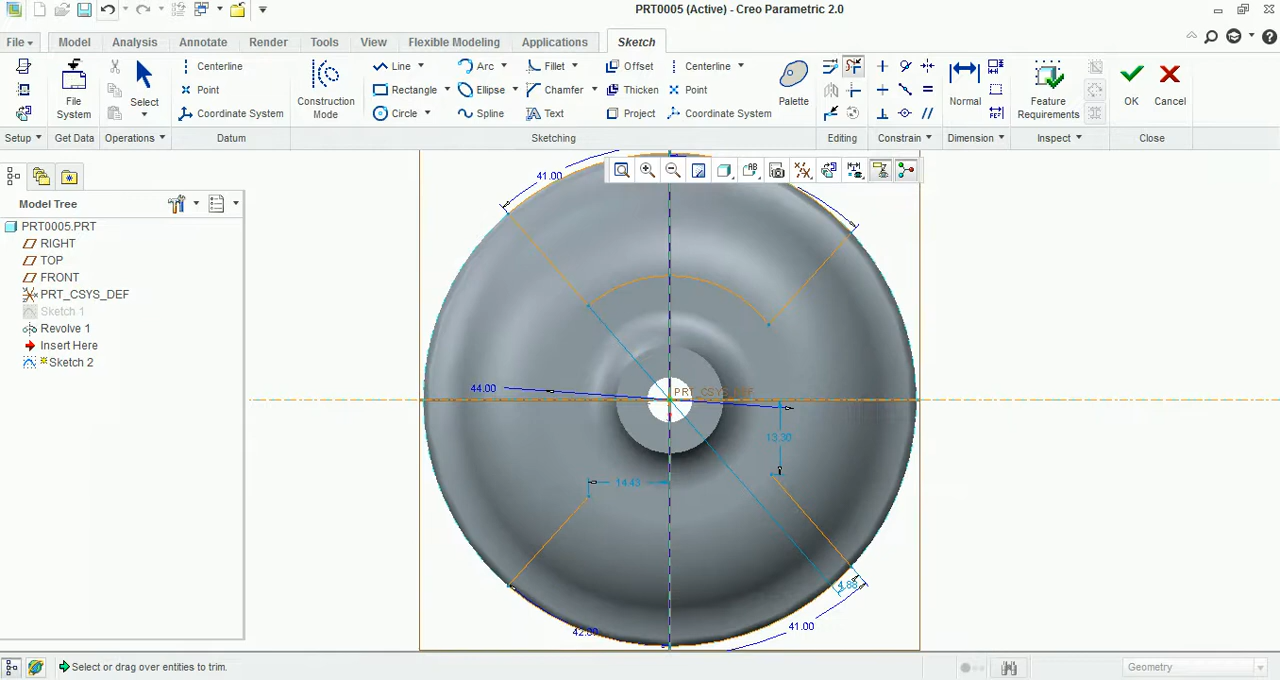 PRT0005 (Active) - Creo Parametric 2.0
File Model Analysis Annotate Render Tools View Flexible Modeling Applications Sketch
Centerline Line Arc Fillet Offset Centerline
Point Rectangle Ellipse Chamfer Thicken Point
Coordinate System Circle Spline Text Project Coordinate System
File System
Select
Construction Mode
Palette
Normal
Feature Requirements
OK
Cancel
Setup Get Data Operations Datum Sketching Editing Constrain Dimension Inspect Close
Model Tree
PRT0005.PRT
RIGHT
TOP
FRONT
PRT_CSYS_DEF
Sketch 1
Revolve 1
Insert Here
Sketch 2
41.00
44.00
PRT_CSYS_DEF
13.30
14.43
4.88
42.00
41.00
Select or drag over entities to trim.
Geometry